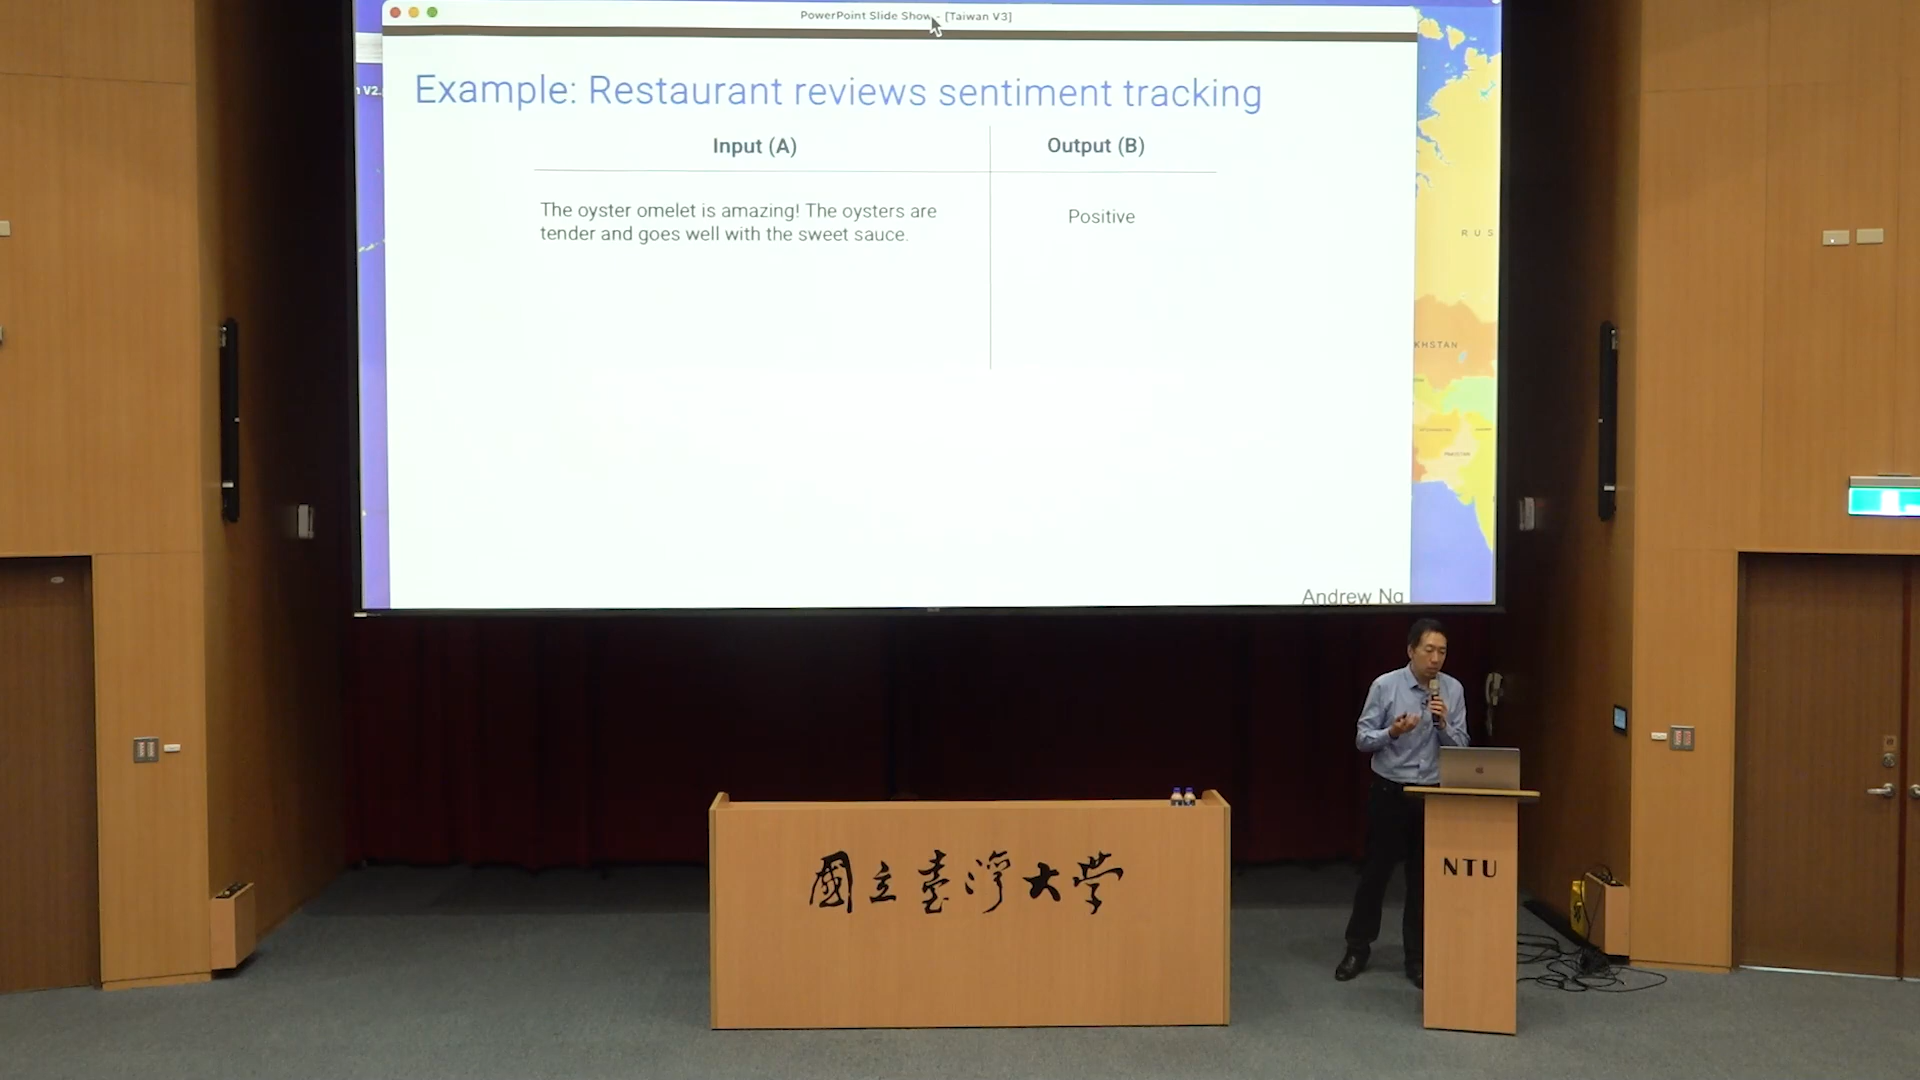 PowerPoint Slide Show - [Taiwan V3]
n V2.
Example: Restaurant reviews sentiment tracking
Input (A)
Output (B)
The oyster omelet is amazing! The oysters are
tender and goes well with the sweet sauce.
Positive
RUS
KHSTAN
Andrew Ng
國立臺灣大學
NTU